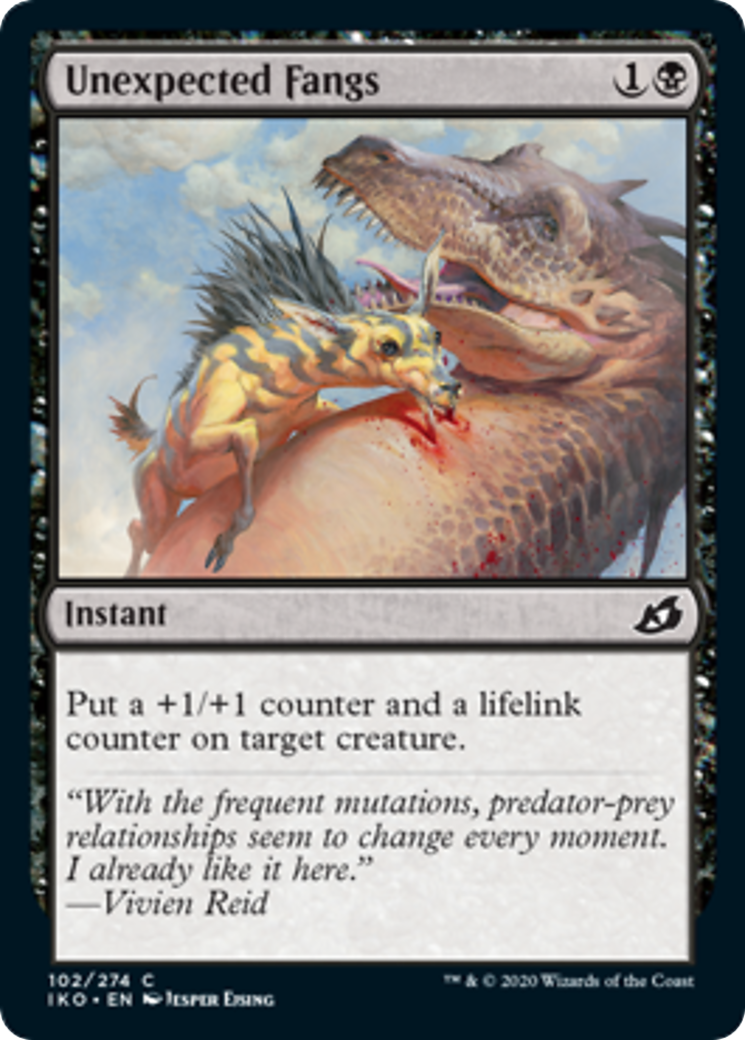 Unexpected Fangs 1
Instant
Put a +1/+1 counter and a lifelink
counter on target creature.
“With the frequent mutations, predator-prey
relationships seem to change every moment.
I already like it here.”
—Vivien Reid
102/274 C
™ & © 2020 Wizards of the Coast
IKO • EN Jesper Ejsing